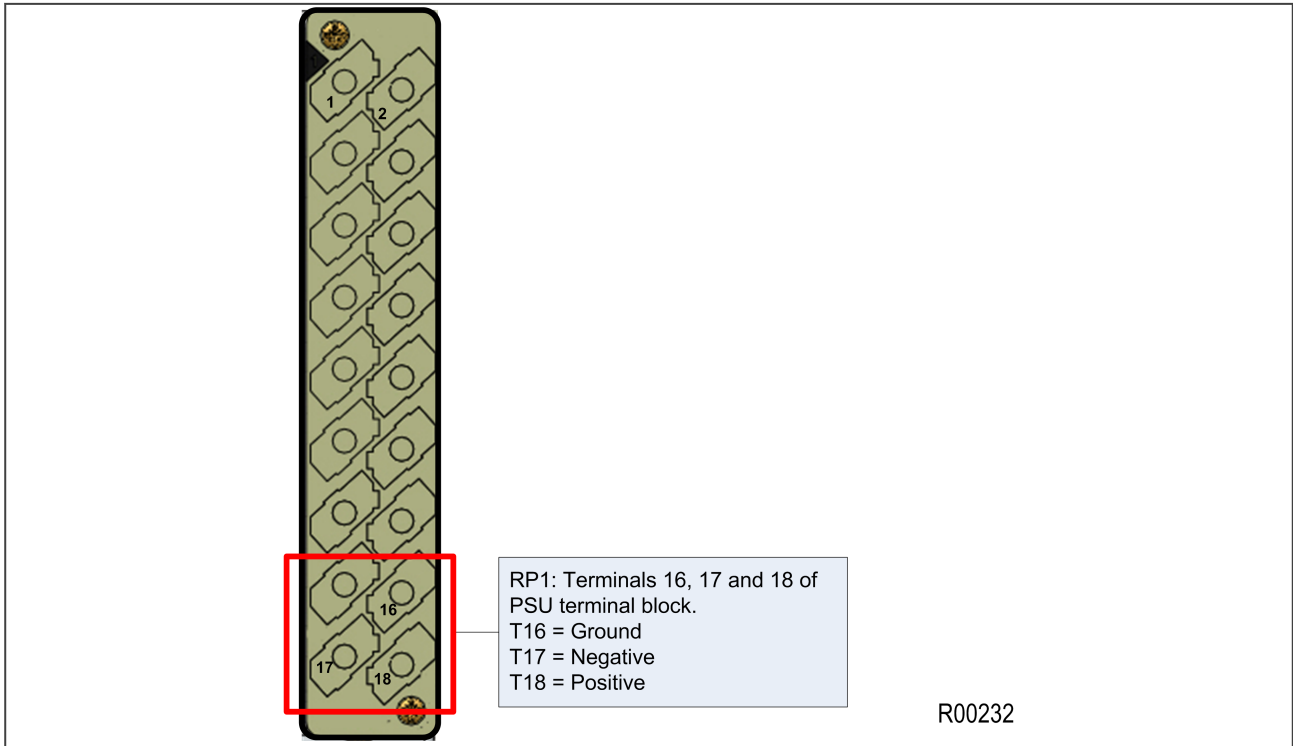 1
1
2
16
17
18
RP1: Terminals 16, 17 and 18 of
PSU terminal block.
T16 = Ground
T17 = Negative
T18 = Positive
R00232